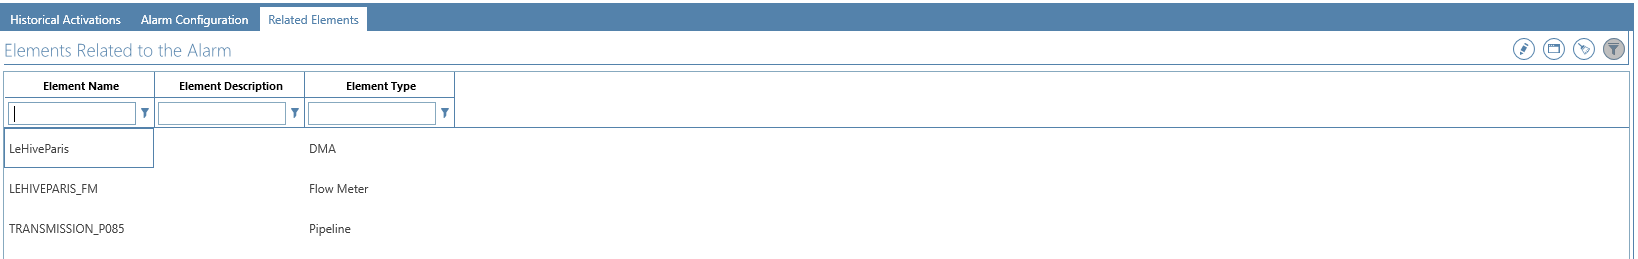 Historical Activations Alarm Configuration Related Elements
Elements Related to the Alarm
Element Name Element Description Element Type
LeHiveParis DMA
LEHIVEPARIS_FM Flow Meter
TRANSMISSION_P085 Pipeline